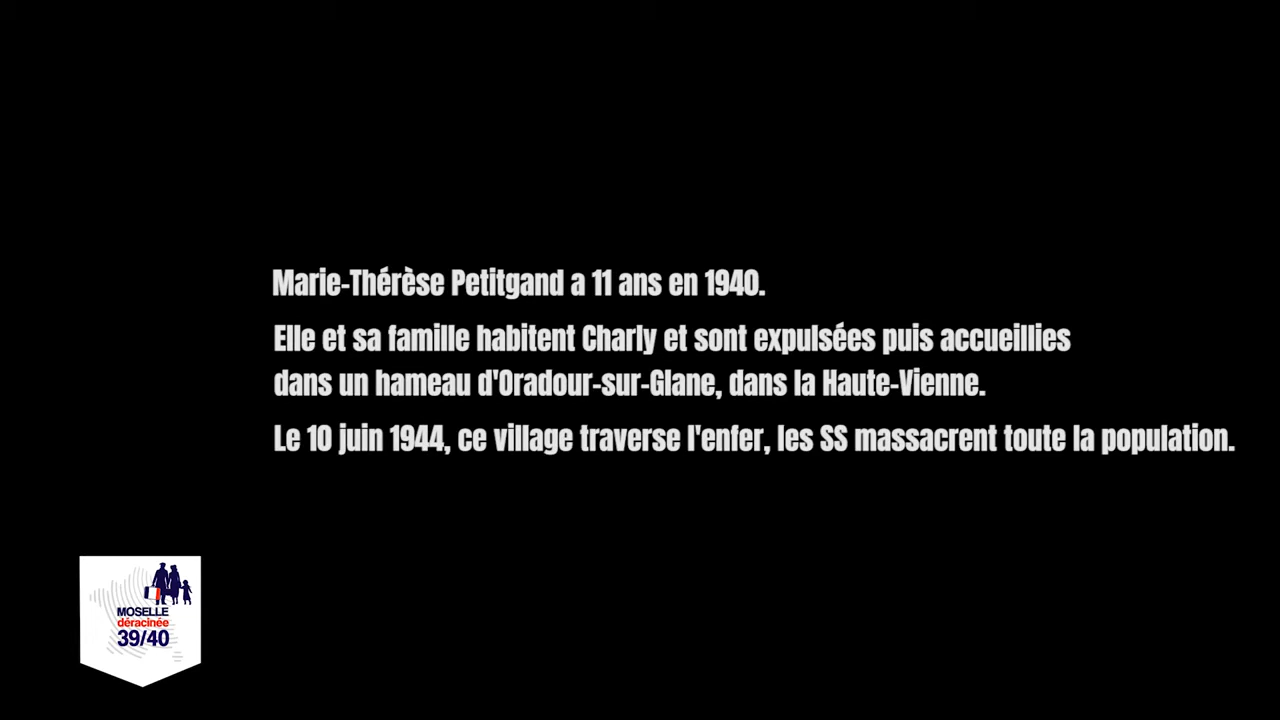 Marie-Thérèse Petitgand a 11 ans en 1940.
Elle et sa famille habitent Charly et sont expulsées puis accueillies
dans un hameau d'Oradour-sur-Glane, dans la Haute-Vienne.
Le 10 juin 1944, ce village traverse l'enfer, les SS massacrent toute la population.
MOSELLE
déracinée
39/40